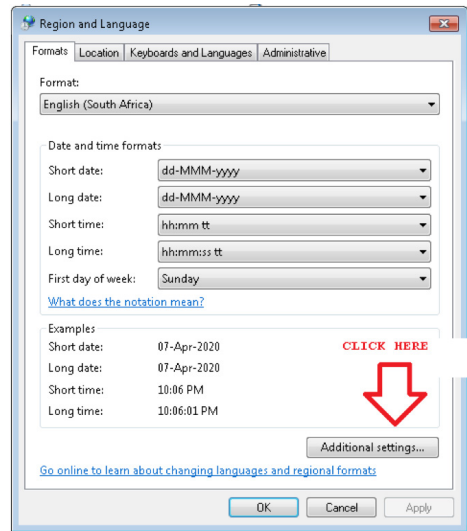 Region and Language
Formats Location Keyboards and Languages Administrative
Format:
English (South Africa)
Date and time formats
Short date: dd-MMM-yyyy
Long date: dd-MMM-yyyy
Short time: hh:mm tt
Long time: hh:mm:ss tt
First day of week: Sunday
What does the notation mean?
Examples
Short date: 07-Apr-2020
CLICK HERE
Long date: 07-Apr-2020
Short time: 10:06 PM
Long time: 10:06:01 PM
Additional settings...
Go online to learn about changing languages and regional formats
OK Cancel Apply